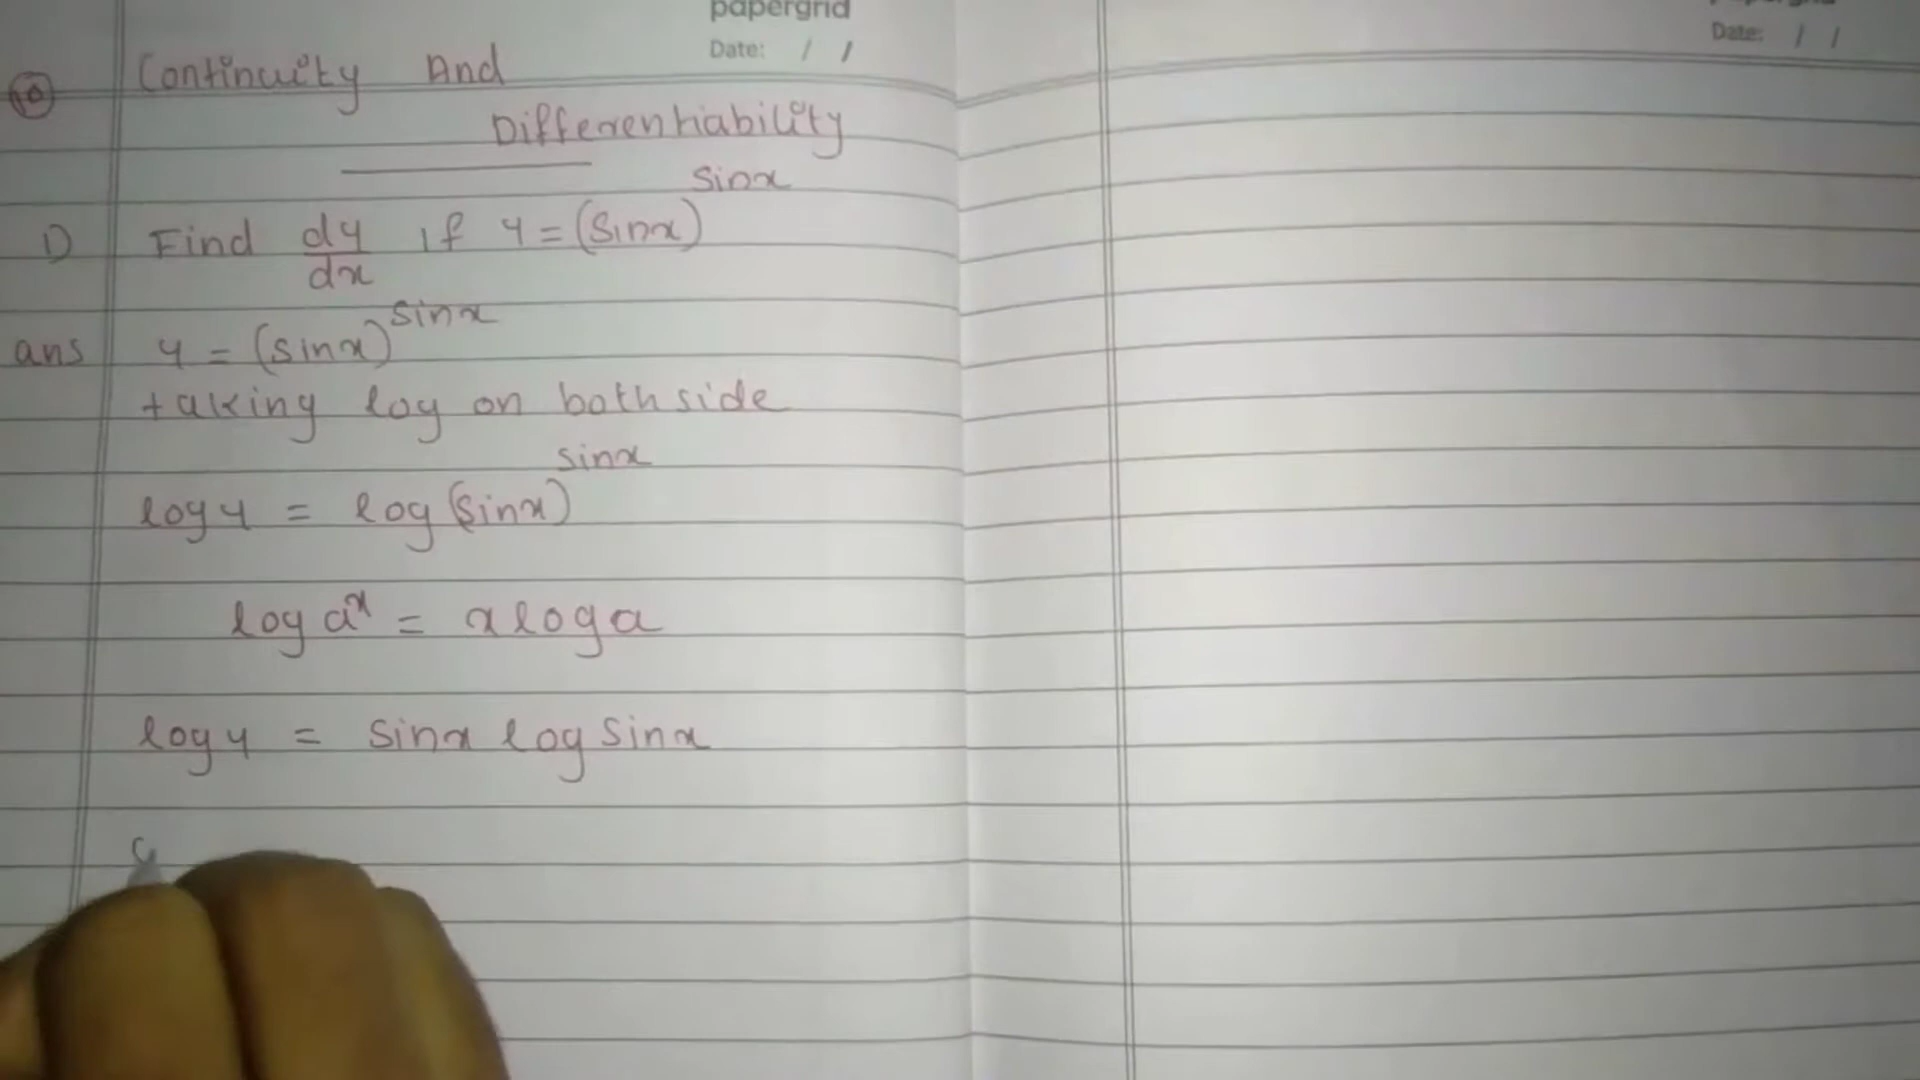 papergrid
Date: / /
Date: / /
Continuity And
Differentiability
1) Find dy/dx if y = (sinx)^sinx
ans y = (sinx)^sinx
taking log on both side
log y = log (sinx)^sinx
log a^x = x log a
log y = sinx log sinx